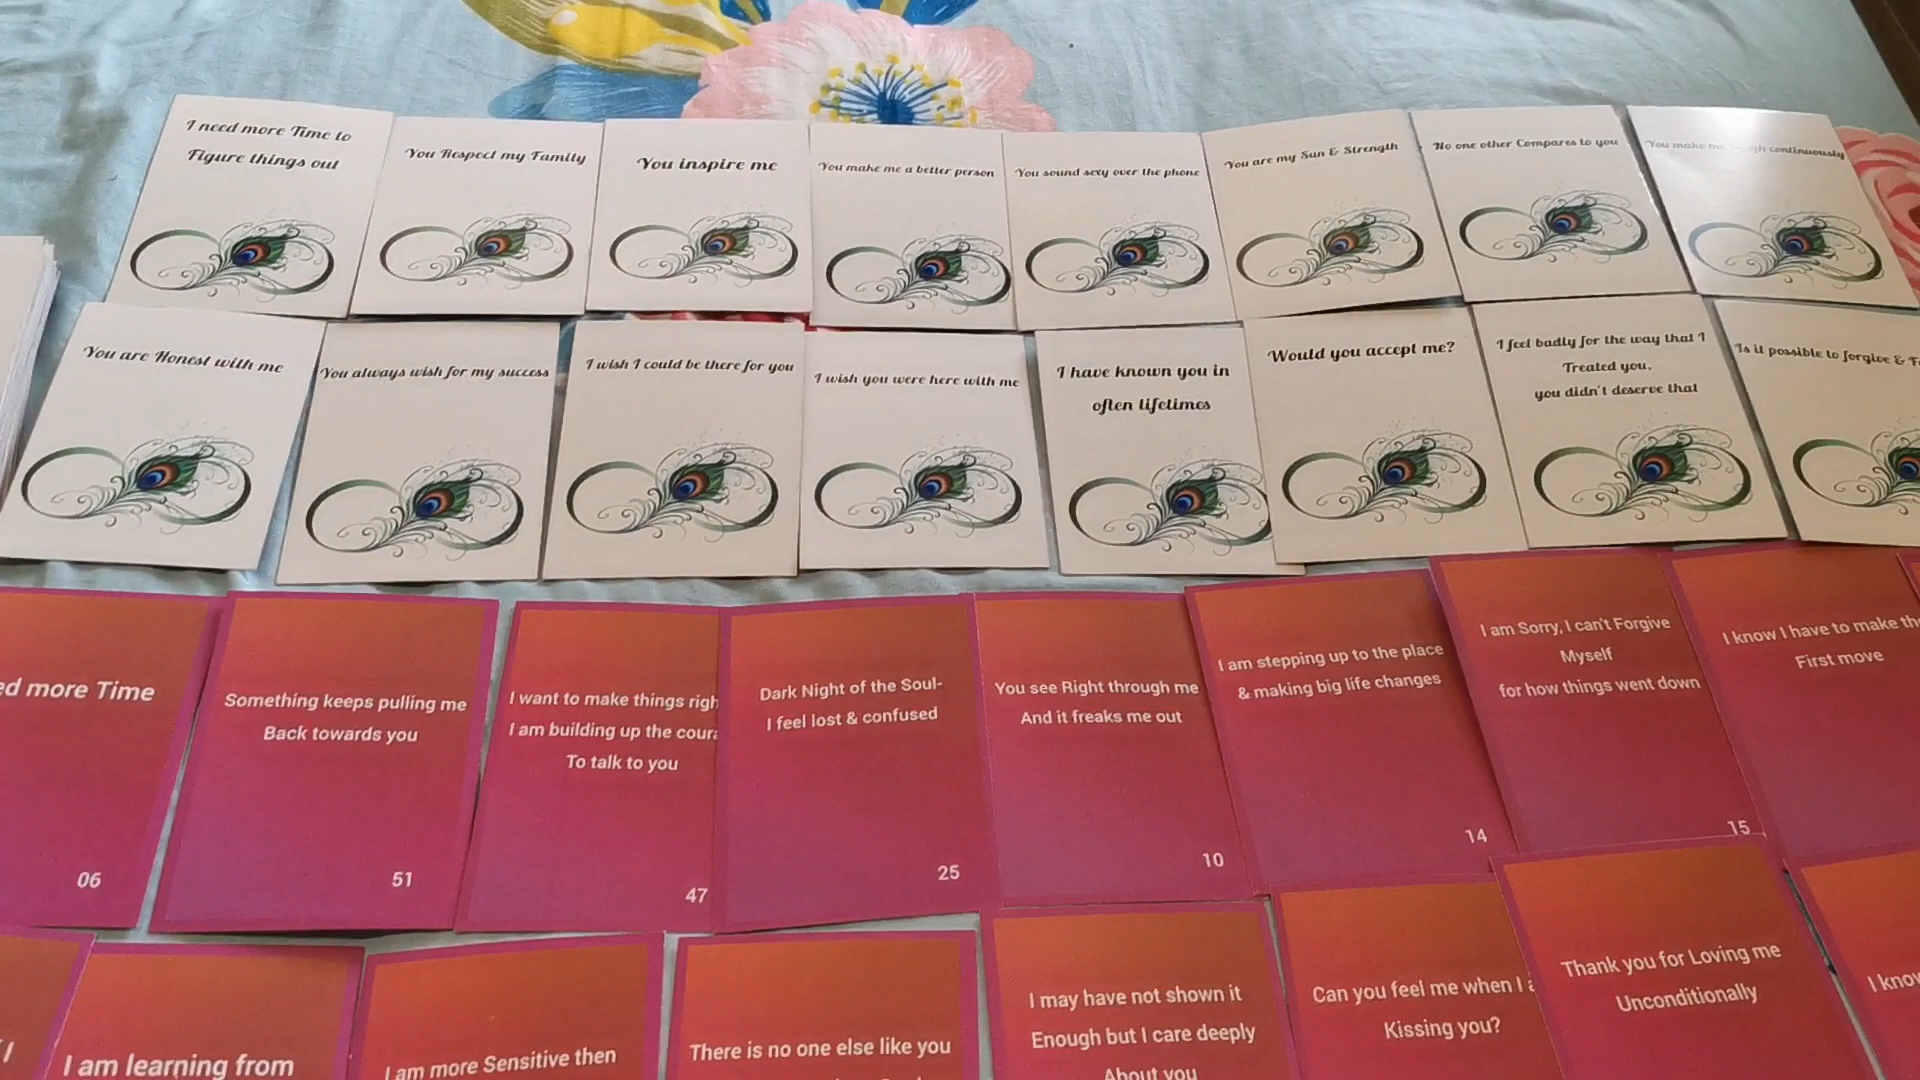 I need more Time to
Figure things out
You Respect my Family
You inspire me
You make me a better person
You sound sexy over the phone
You are my Sun & Strength
No one other Compares to you
You make me continuously
You are Honest with me
You always wish for my success
I wish I could be there for you
I wish you were here with me
I have known you in
often lifetimes
Would you accept me?
I feel badly for the way that I
Treated you,
you didn't deserve that
Is it possible to forgive &
more Time
06
Something keeps pulling me
Back towards you
51
I want to make things
I am building up the
To talk to you
47
Dark Night of the Soul-
I feel lost & confused
25
You see Right through me
And it freaks me out
10
I am stepping up to the place
& making big life changes
14
I am Sorry, I can't Forgive
Myself
for how things went down
15
I know I have to make
First move
I am learning from
I am more Sensitive then
There is no one else like you
I may have not shown it
Enough but I care deeply
About you
Can you feel me when I
Kissing you?
Thank you for Loving me
Unconditionally
I